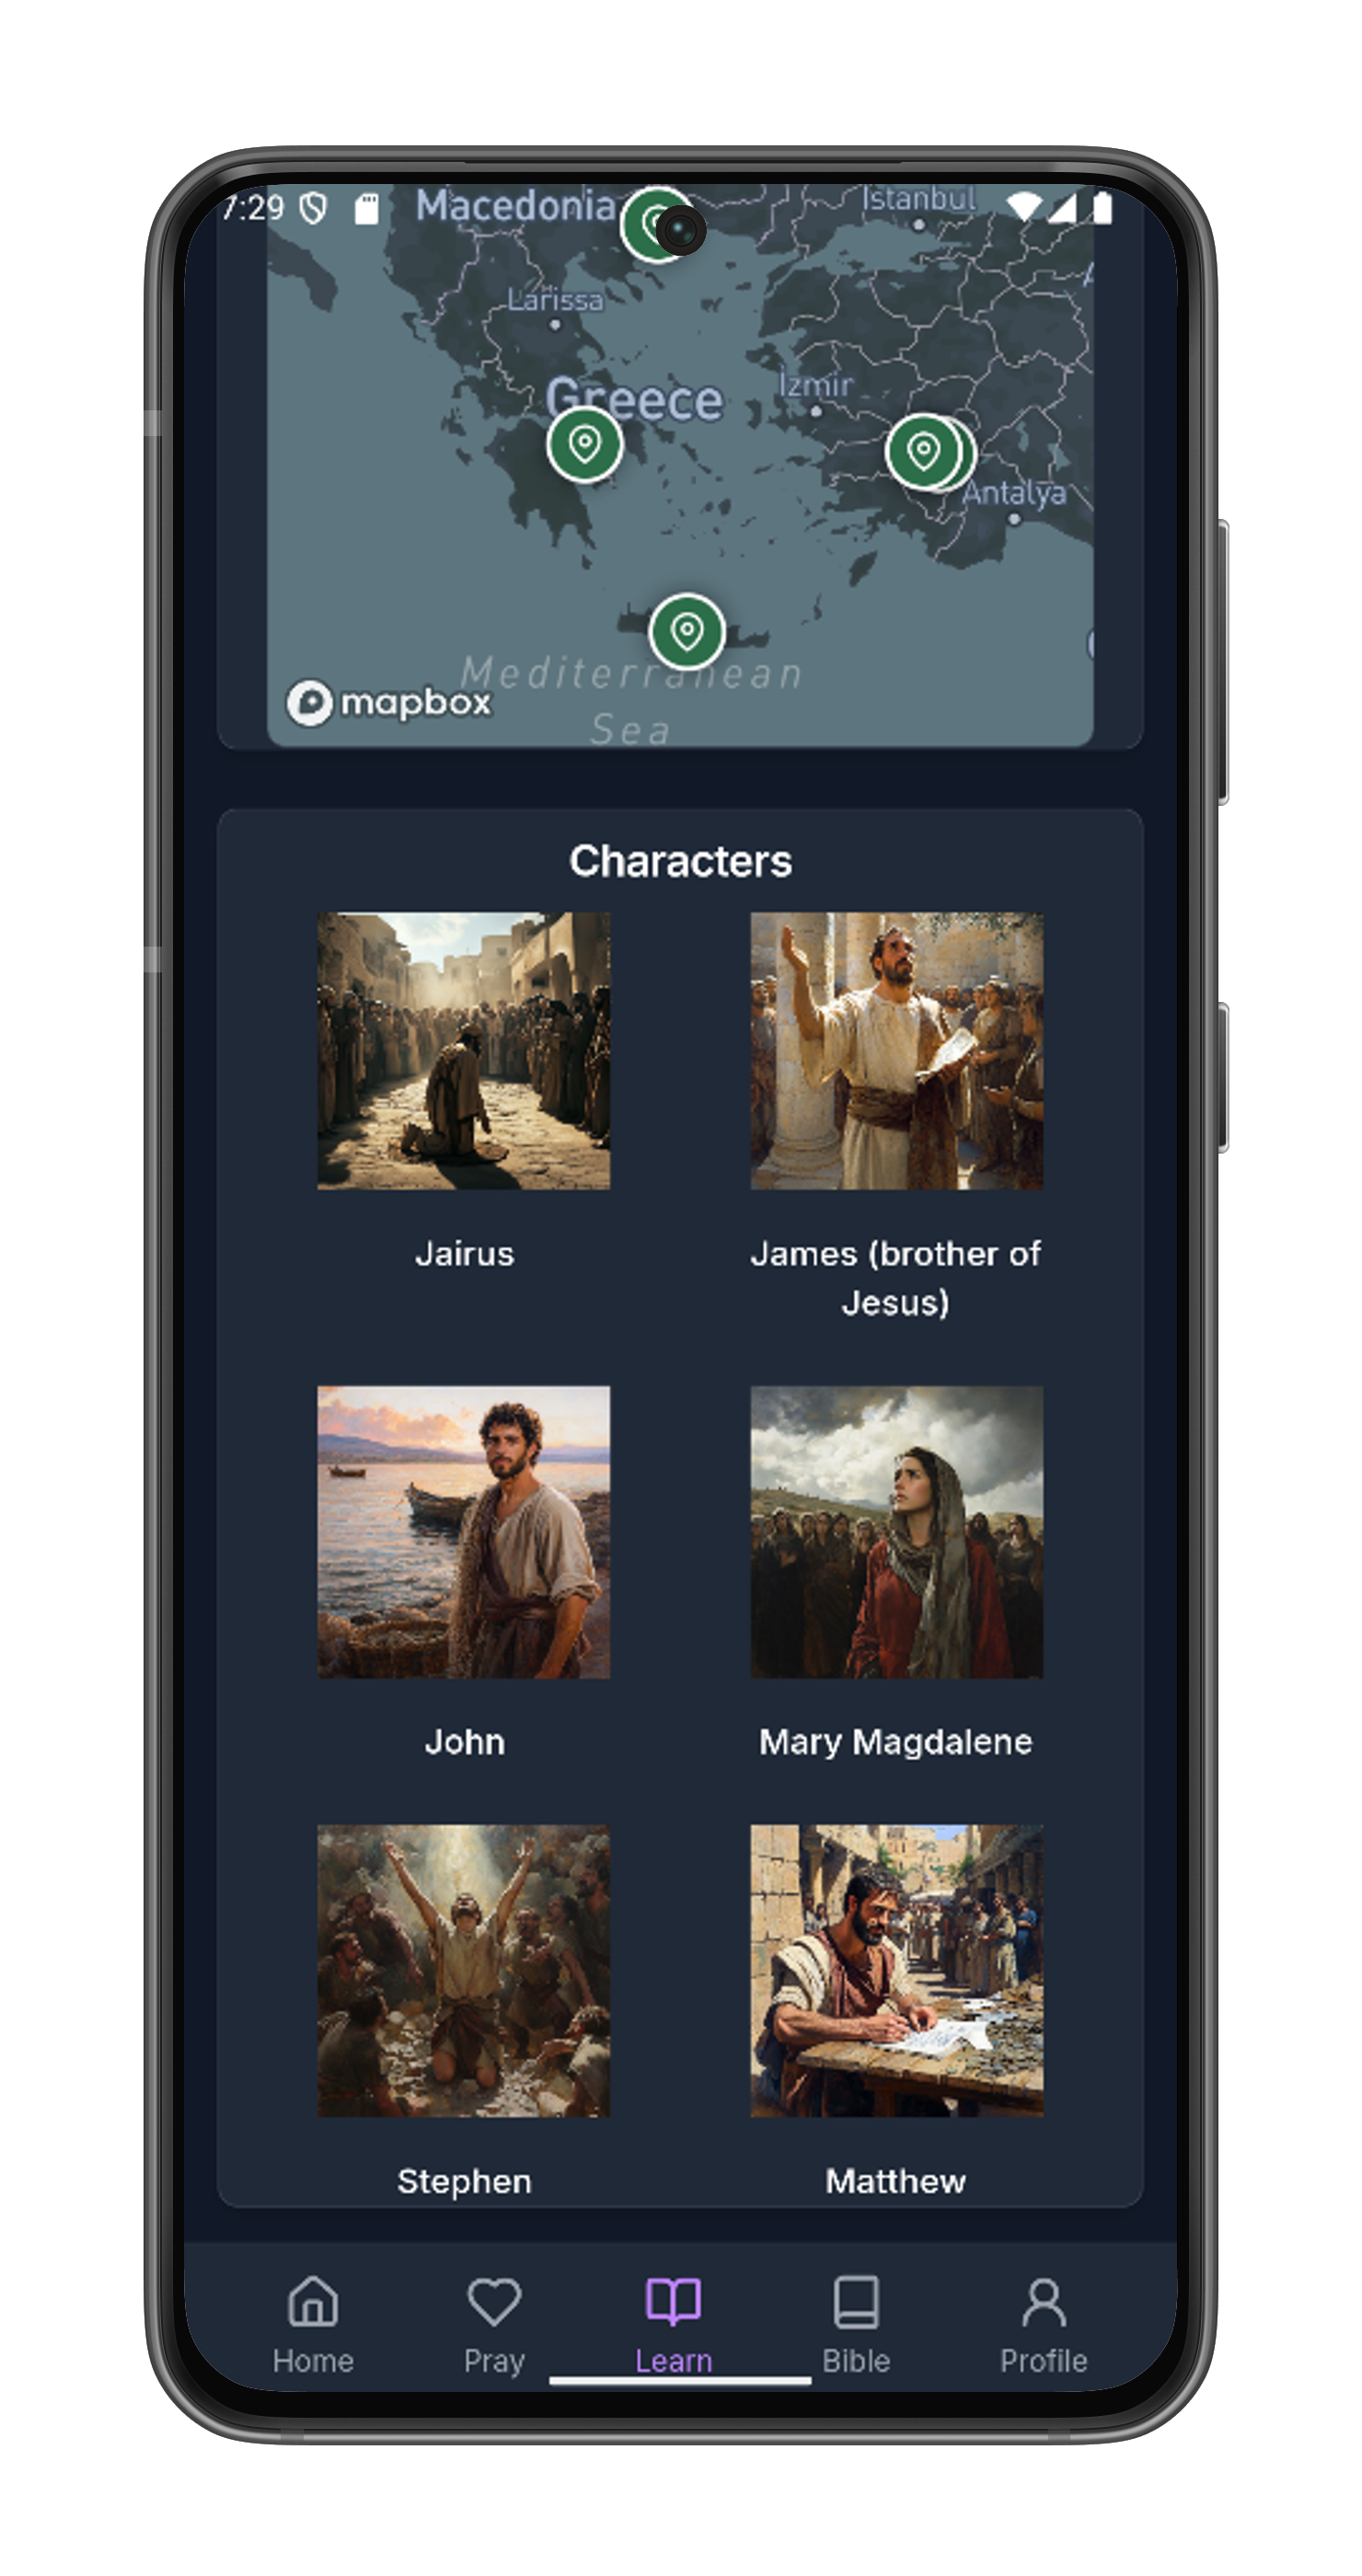 7:29
Macedonia
Istanbul
Larissa
Greece
İzmir
Antalya
Mediterranean
Sea
mapbox
Characters
Jairus
James (brother of
Jesus)
John
Mary Magdalene
Stephen
Matthew
Home
Pray
Learn
Bible
Profile